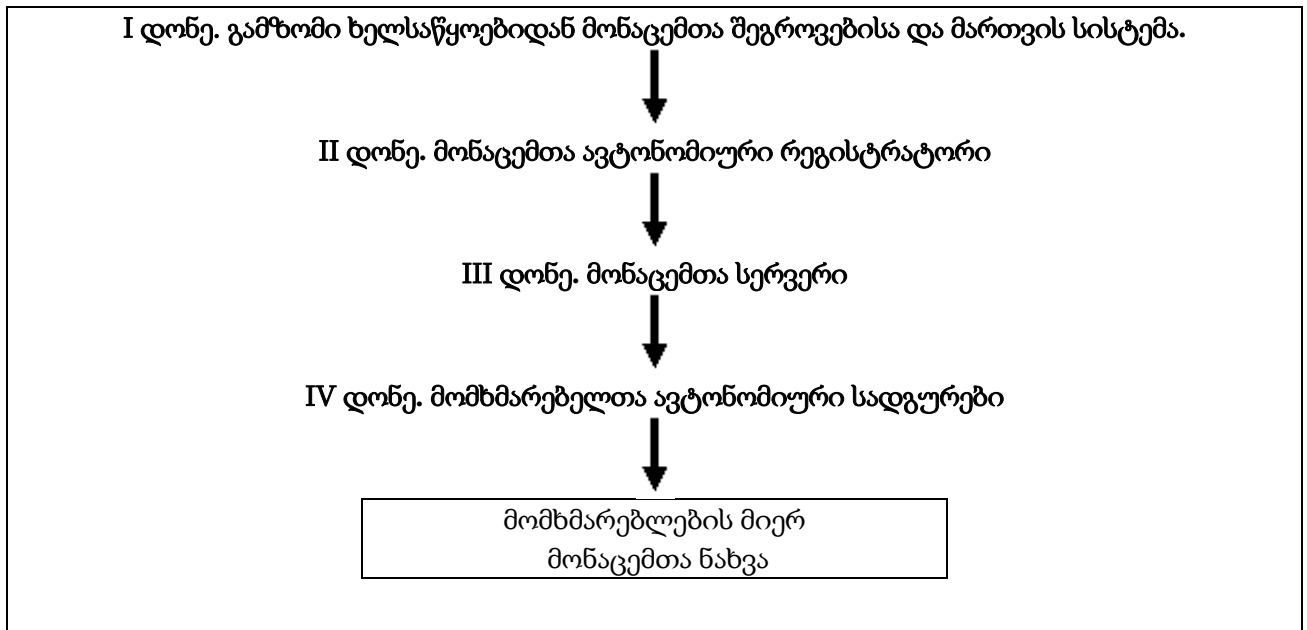 I დონე. გამზომი ხელსაწყოებიდან მონაცემთა შეგროვებისა და მართვის სისტემა.
II დონე. მონაცემთა ავტონომიური რეგისტრატორი
III დონე. მონაცემთა სერვერი
IV დონე. მომხმარებელთა ავტონომიური სადგურები
მომხმარებლების მიერ
მონაცემთა ნახვა